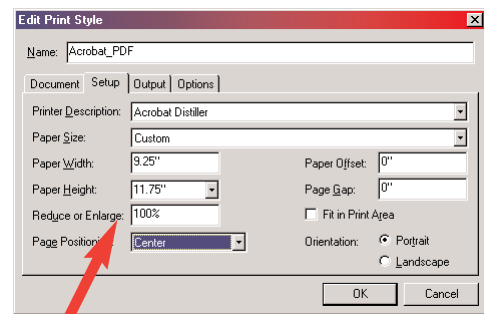 Edit Print Style
Name: Acrobat_PDF
Document Setup Output Options
Printer Description: Acrobat Distiller
Paper Size: Custom
Paper Width: 9.25" Paper Offset: 0"
Paper Height: 11.75" Page Gap: 0"
Reduce or Enlarge: 100% Fit in Print Area
Page Center Orientation: Portrait
Landscape
OK Cancel